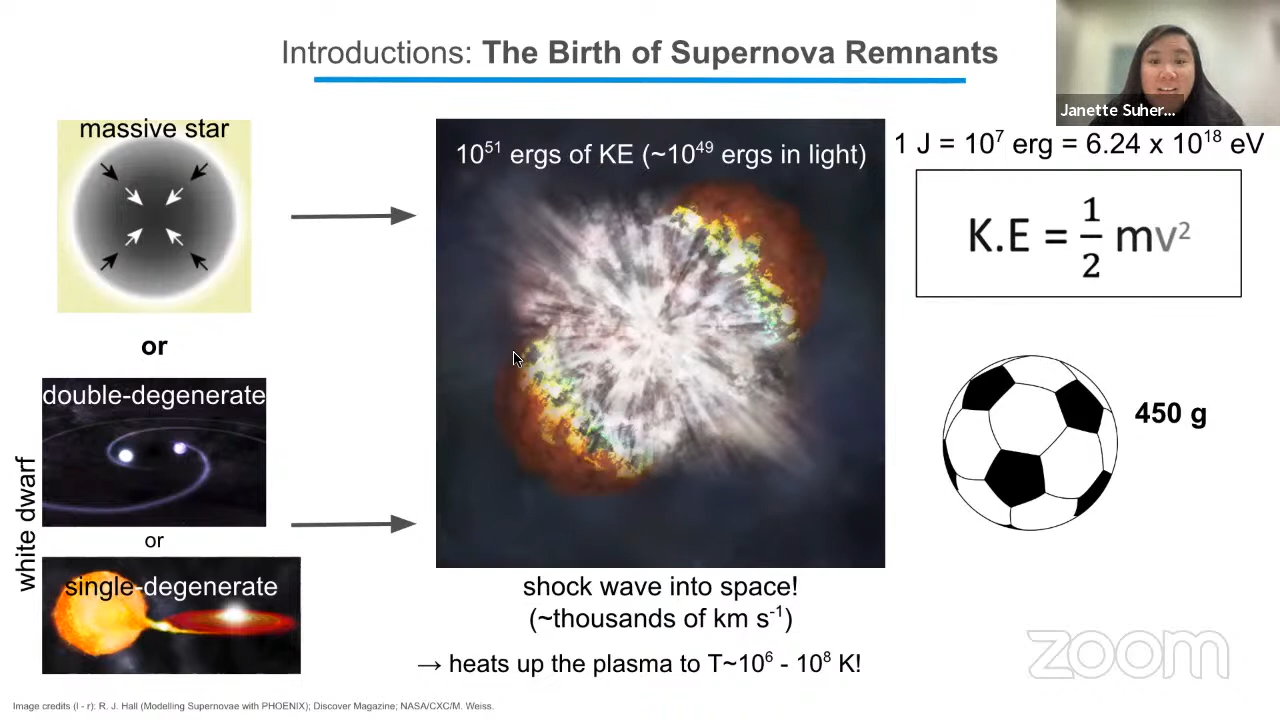 Introductions: The Birth of Supernova Remnants
Janette Suher...
massive star
10⁵¹ ergs of KE (~10⁴⁹ ergs in light)
1 J = 10⁷ erg = 6.24 x 10¹⁸ eV
K.E = 1/2 mv²
or
double-degenerate
white dwarf
or
single-degenerate
450 g
shock wave into space!
(~thousands of km s⁻¹)
→ heats up the plasma to T~10⁶ - 10⁸ K!
zoom
Image credits (l - r): R. J. Hall (Modelling Supernovae with PHOENIX); Discover Magazine; NASA/CXC/M. Weiss.